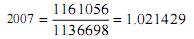 2007 = 1161056 / 1136698 = 1.021429